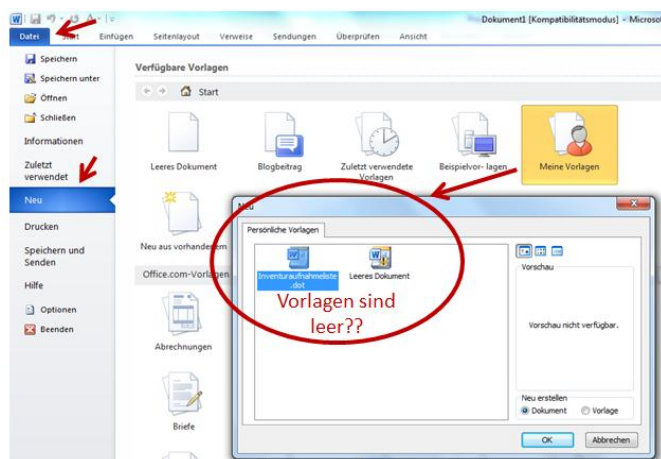 Dokument1 [Kompatibilitätsmodus] - Microso
Datei Start Einfügen Seitenlayout Verweise Sendungen Überprüfen Ansicht
Speichern
Speichern unter
Öffnen
Schließen
Informationen
Zuletzt
verwendet
Neu
Drucken
Speichern und
Senden
Hilfe
Optionen
Beenden
Verfügbare Vorlagen
Start
Leeres Dokument
Blogbeitrag
Zuletzt verwendete
Vorlagen
Beispielvor- lagen
Meine Vorlagen
Neu aus vorhandenem
Office.com-Vorlagen
Abrechnungen
Briefe
Neu
Persönliche Vorlagen
Inventuraufnahmeliste
.dot
Leeres Dokument
Vorlagen sind
leer??
Vorschau
Vorschau nicht verfügbar.
Neu erstellen
Dokument Vorlage
OK Abbrechen